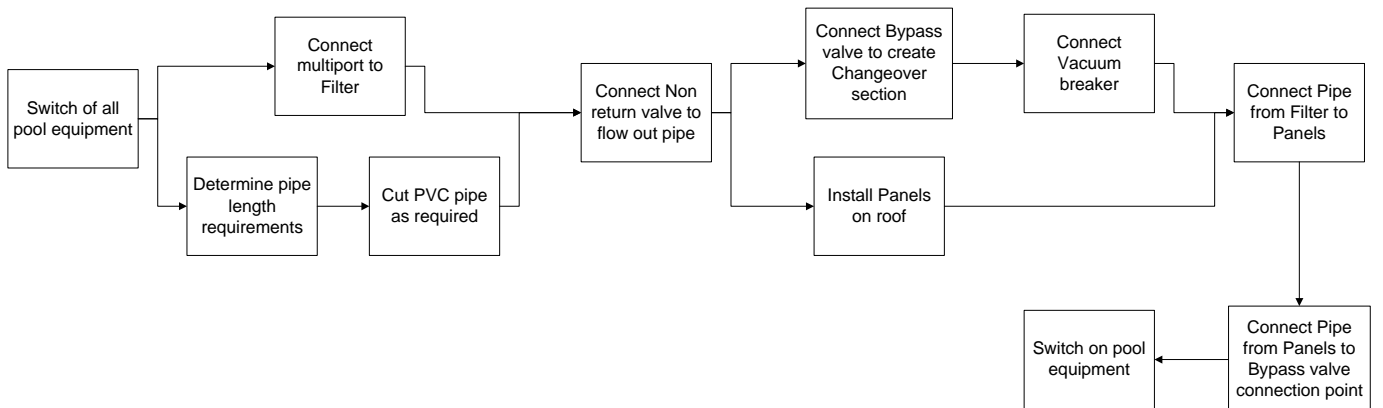 Switch of all
pool equipment
Connect
multiport to
Filter
Determine pipe
length
requirements
Cut PVC pipe
as required
Connect Non
return valve to
flow out pipe
Connect Bypass
valve to create
Changeover
section
Connect
Vacuum
breaker
Install Panels
on roof
Connect Pipe
from Filter to
Panels
Connect Pipe
from Panels to
Bypass valve
connection point
Switch on pool
equipment